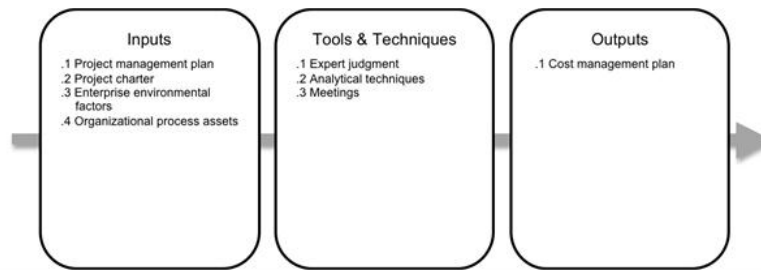 Inputs
.1 Project management plan
.2 Project charter
.3 Enterprise environmental
factors
.4 Organizational process assets
Tools & Techniques
.1 Expert judgment
.2 Analytical techniques
.3 Meetings
Outputs
.1 Cost management plan